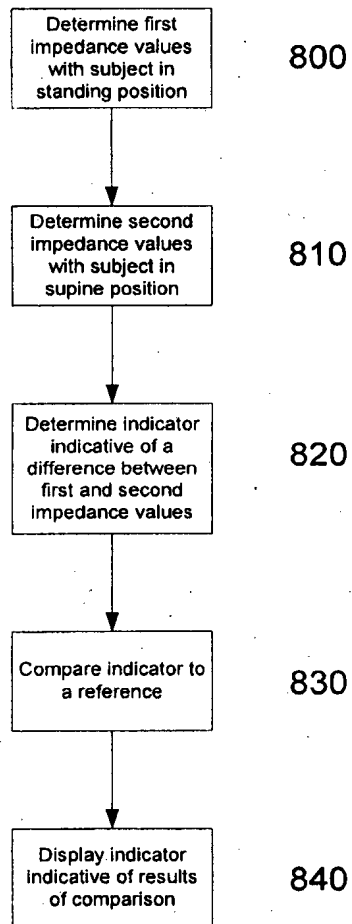 Determine first
impedance values
with subject in
standing position
800
Determine second
impedance values
with subject in
supine position
810
Determine indicator
indicative of a
difference between
first and second
impedance values
820
Compare indicator to
a reference
830
Display indicator
indicative of results
of comparison
840